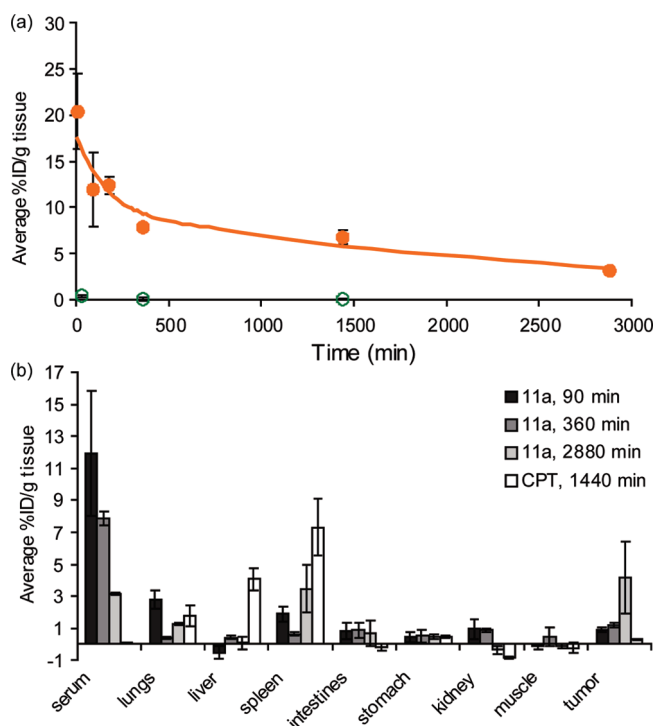 (a)
30
25
20
15
10
5
0
Average %ID/g tissue
0 500 1000 1500 2000 2500 3000
Time (min)
(b)
17
15
13
11
9
7
5
3
1
-1
Average %ID/g tissue
11a, 90 min
11a, 360 min
11a, 2880 min
CPT, 1440 min
serum lungs liver spleen intestines stomach kidney muscle tumor